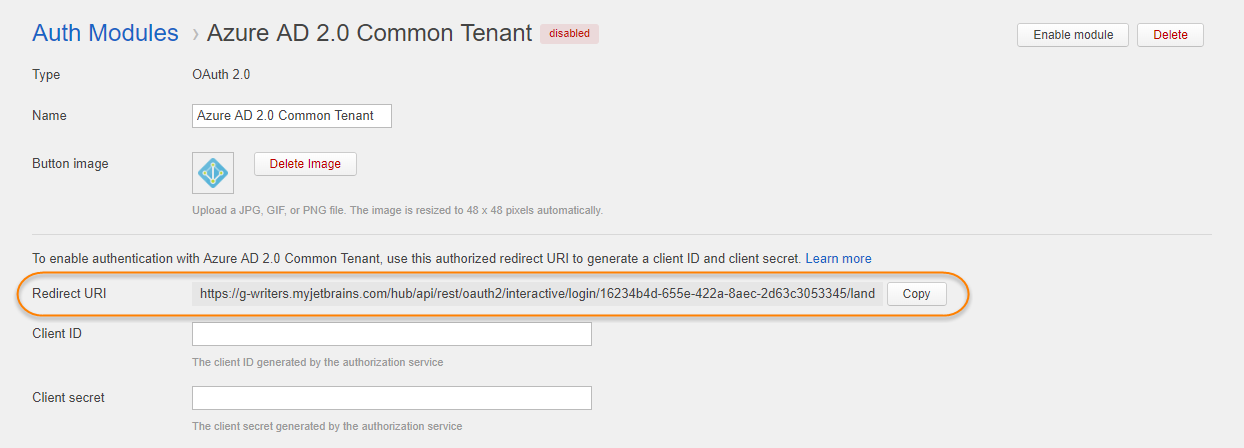 Auth Modules › Azure AD 2.0 Common Tenant disabled Enable module Delete
Type OAuth 2.0
Name Azure AD 2.0 Common Tenant
Button image Delete Image
Upload a JPG, GIF, or PNG file. The image is resized to 48 x 48 pixels automatically.
To enable authentication with Azure AD 2.0 Common Tenant, use this authorized redirect URI to generate a client ID and client secret. Learn more
Redirect URI https://g-writers.myjetbrains.com/hub/api/rest/oauth2/interactive/login/16234b4d-655e-422a-8aec-2d63c3053345/land Copy
Client ID
The client ID generated by the authorization service
Client secret
The client secret generated by the authorization service